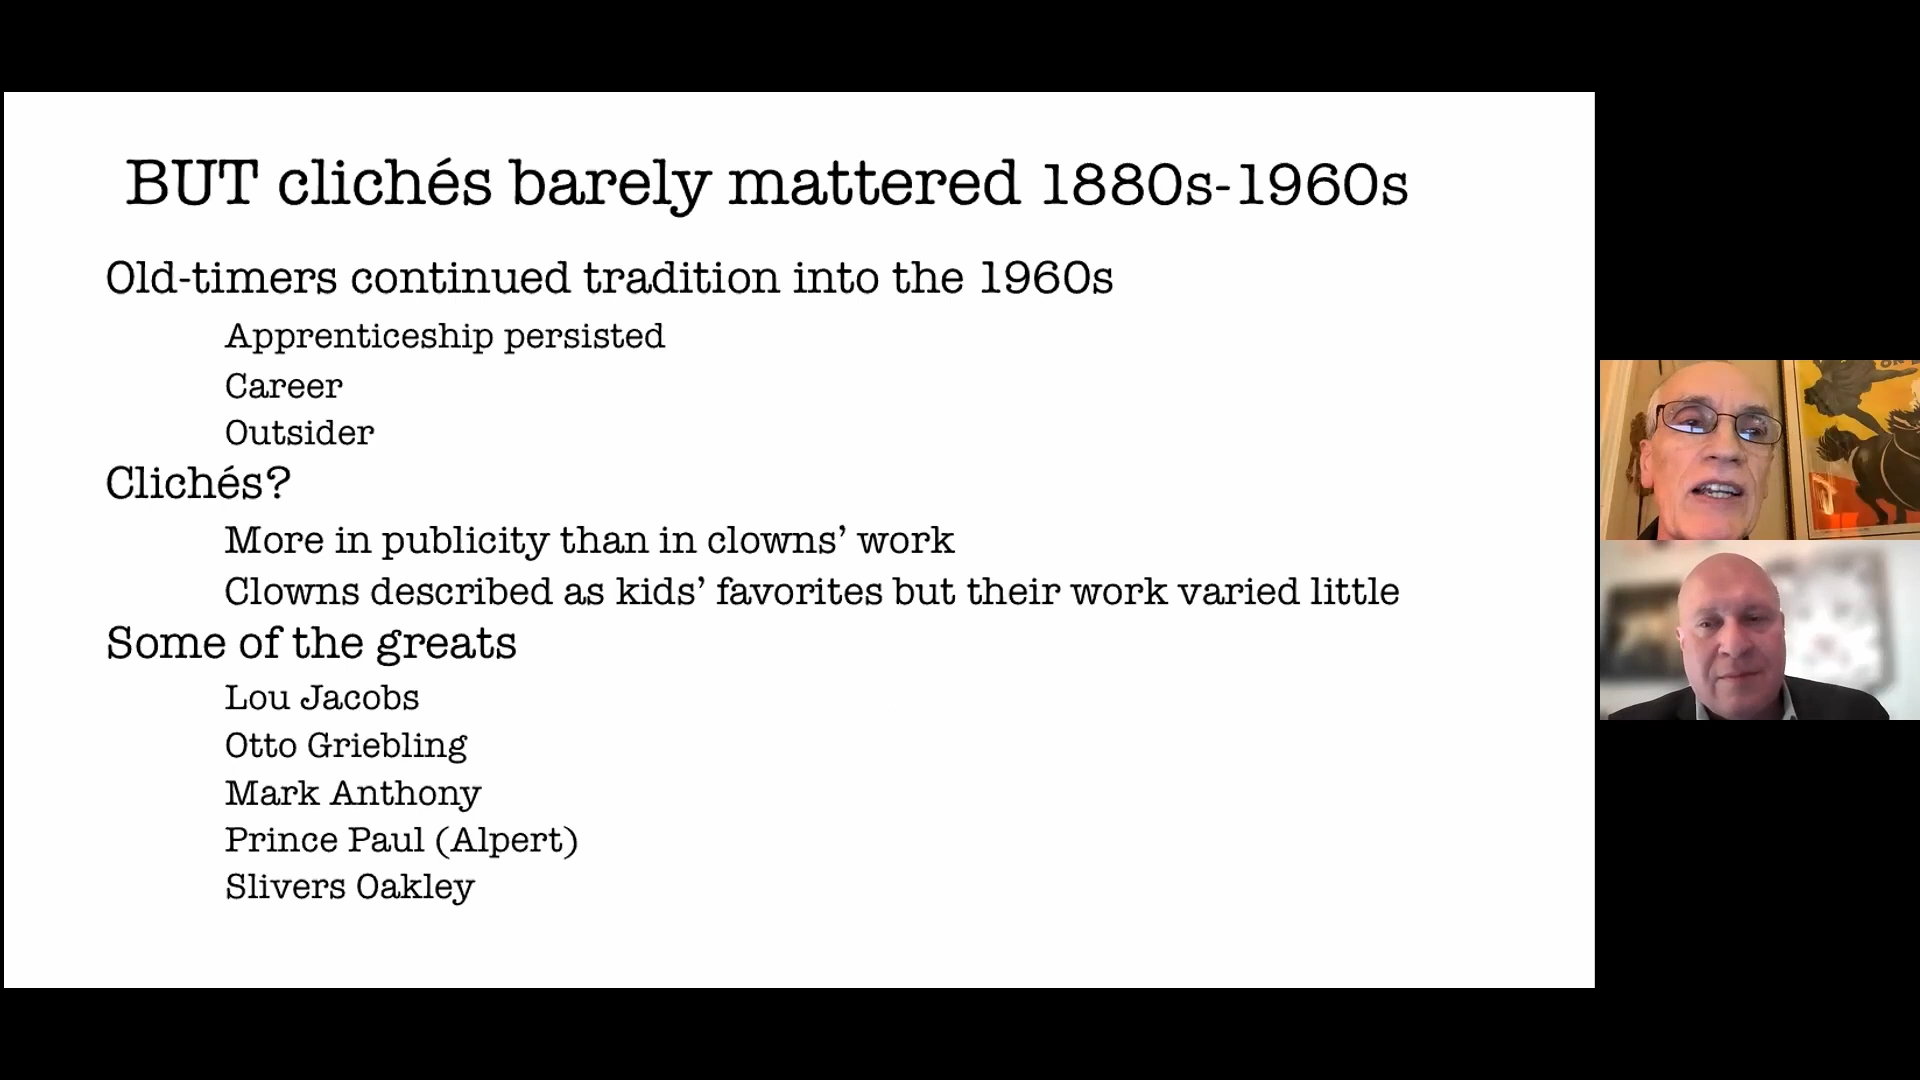 BUT clichés barely mattered 1880s-1960s
Old-timers continued tradition into the 1960s
Apprenticeship persisted
Career
Outsider
Clichés?
More in publicity than in clowns’ work
Clowns described as kids’ favorites but their work varied little
Some of the greats
Lou Jacobs
Otto Griebling
Mark Anthony
Prince Paul (Alpert)
Slivers Oakley